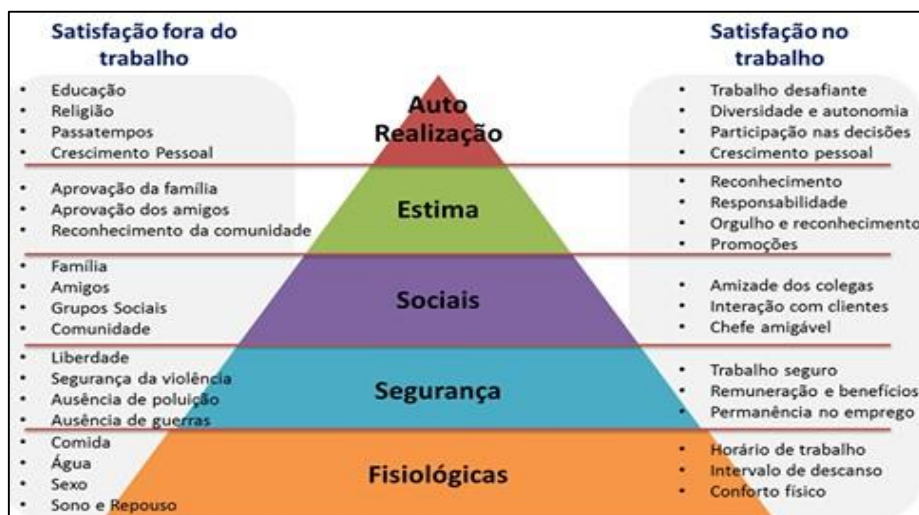 Satisfação fora do
trabalho
Satisfação no
trabalho
• Educação
• Religião
• Passatempos
• Crescimento Pessoal
Auto
Realização
• Trabalho desafiante
• Diversidade e autonomia
• Participação nas decisões
• Crescimento pessoal
• Aprovação da família
• Aprovação dos amigos
• Reconhecimento da comunidade
Estima
• Reconhecimento
• Responsabilidade
• Orgulho e reconhecimento
• Promoções
• Família
• Amigos
• Grupos Sociais
• Comunidade
Sociais
• Amizade dos colegas
• Interação com clientes
• Chefe amigável
• Liberdade
• Segurança da violência
• Ausência de poluição
• Ausência de guerras
Segurança
• Trabalho seguro
• Remuneração e benefícios
• Permanência no emprego
• Comida
• Água
• Sexo
• Sono e Repouso
Fisiológicas
• Horário de trabalho
• Intervalo de descanso
• Conforto físico